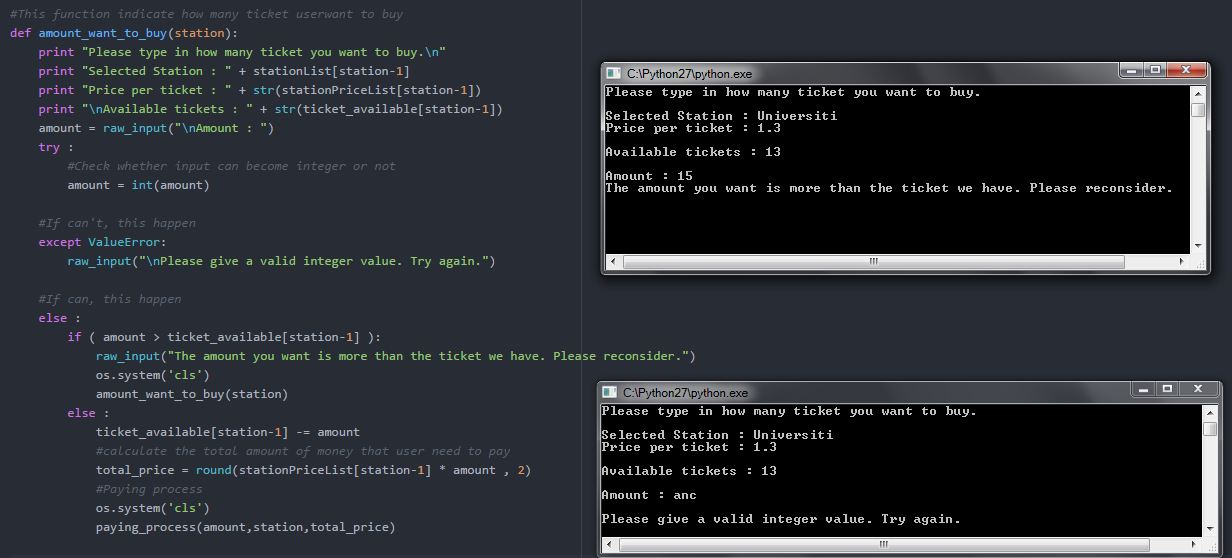 #This function indicate how many ticket userwant to buy
def amount_want_to_buy(station):
print "Please type in how many ticket you want to buy.\n"
print "Selected Station : " + stationList[station-1]
print "Price per ticket : " + str(stationPriceList[station-1])
print "\nAvailable tickets : " + str(ticket_available[station-1])
amount = raw_input("\nAmount : ")
try :
#Check whether input can become integer or not
amount = int(amount)
#If can't, this happen
except ValueError:
raw_input("\nPlease give a valid integer value. Try again.")
#If can, this happen
else :
if ( amount > ticket_available[station-1] ):
raw_input("The amount you want is more than the ticket we have. Please reconsider.")
os.system('cls')
amount_want_to_buy(station)
else :
ticket_available[station-1] -= amount
#calculate the total amount of money that user need to pay
total_price = round(stationPriceList[station-1] * amount , 2)
#Paying process
os.system('cls')
paying_process(amount,station,total_price)
C:\Python27\python.exe
Please type in how many ticket you want to buy.
Selected Station : Universiti
Price per ticket : 1.3
Available tickets : 13
Amount : 15
The amount you want is more than the ticket we have. Please reconsider.
C:\Python27\python.exe
Please type in how many ticket you want to buy.
Selected Station : Universiti
Price per ticket : 1.3
Available tickets : 13
Amount : anc
Please give a valid integer value. Try again.